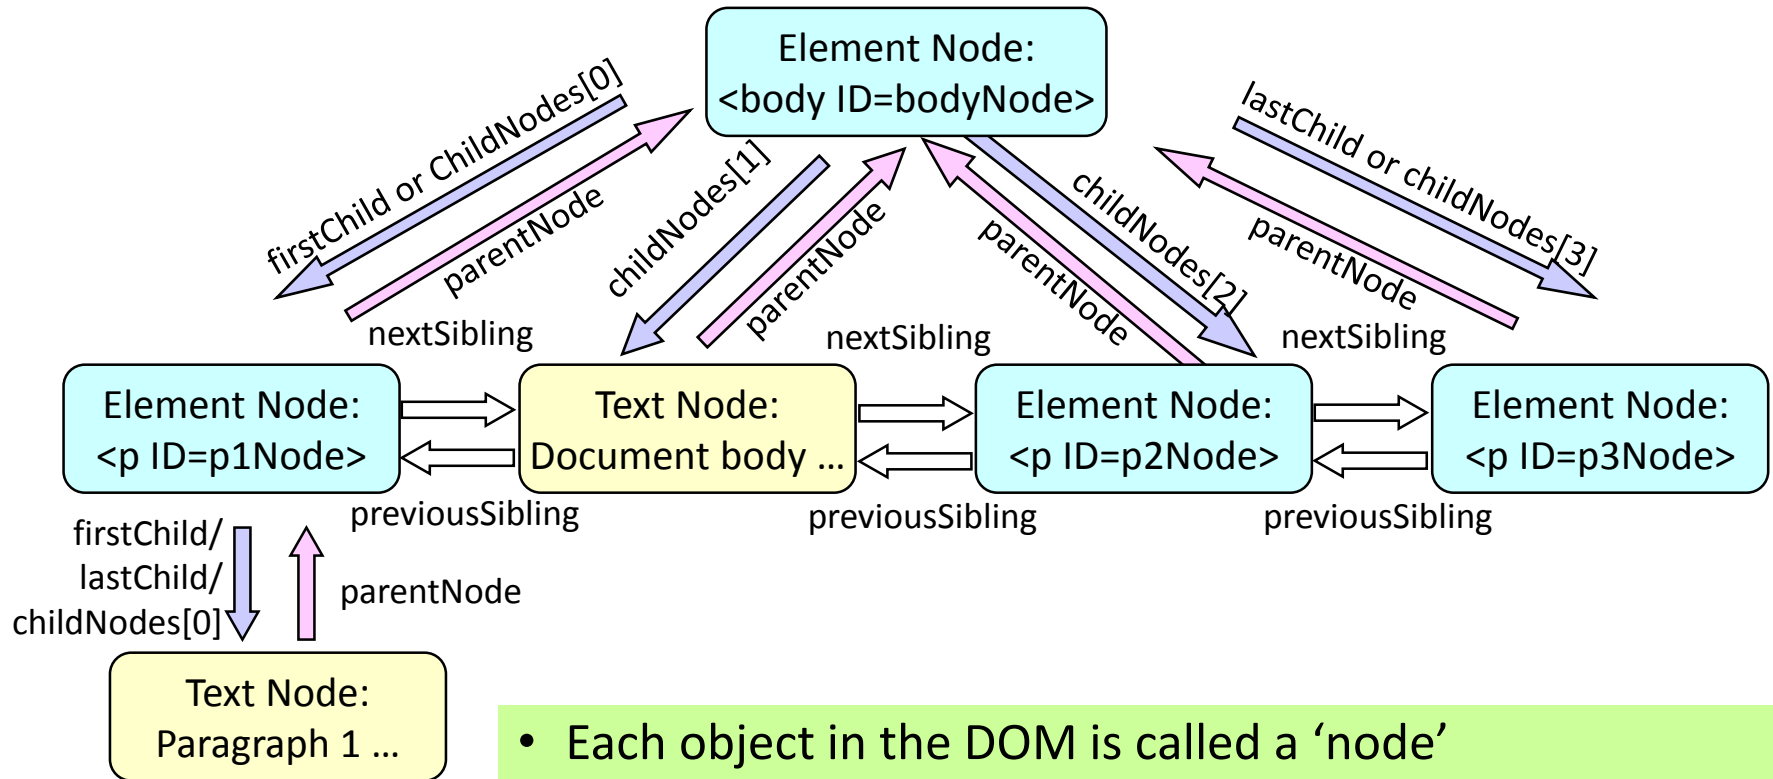 Element Node:
<body ID=bodyNode>
firstChild or ChildNodes[0]
parentNode
childNodes[1]
parentNode
childNodes[2]
parentNode
lastChild or childNodes[3]
parentNode
nextSibling
nextSibling
nextSibling
Element Node:
<p ID=p1Node>
Text Node:
Document body ...
Element Node:
<p ID=p2Node>
Element Node:
<p ID=p3Node>
previousSibling
previousSibling
previousSibling
firstChild/
lastChild/
childNodes[0]
parentNode
Text Node:
Paragraph 1 ...
• Each object in the DOM is called a ‘node’